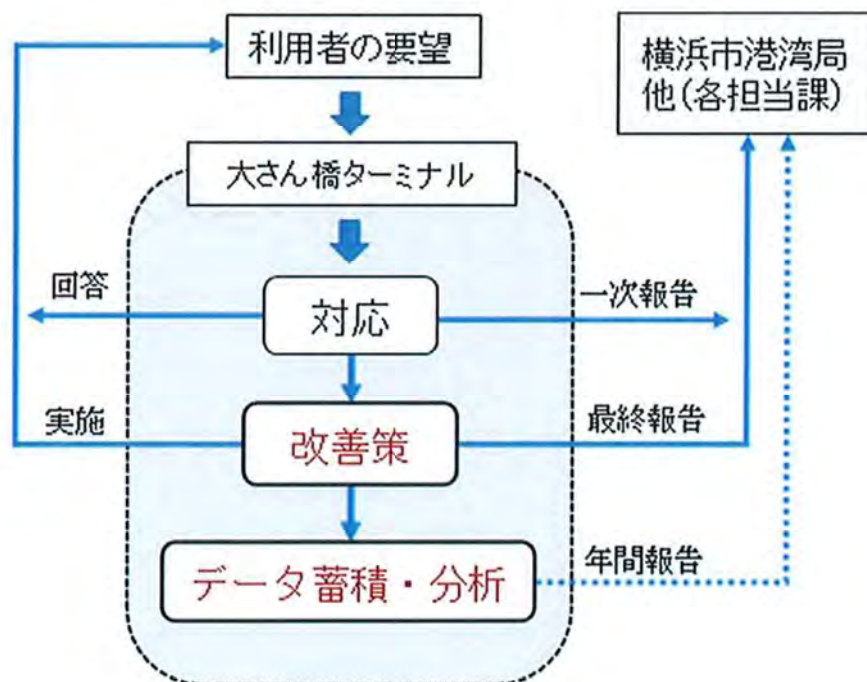 利用者の要望
横浜市港湾局
他(各担当課)
大さん橋ターミナル
回答
対応
一次報告
実施
改善策
最終報告
データ蓄積・分析
年間報告